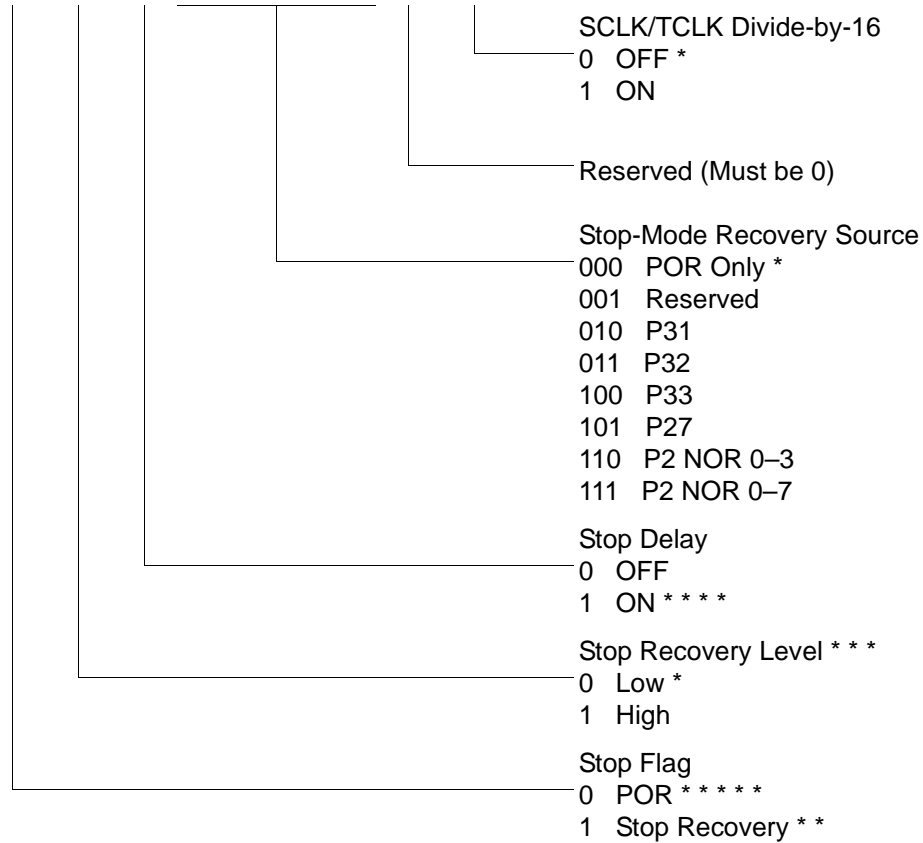 SCLK/TCLK Divide-by-16
0 OFF *
1 ON
Reserved (Must be 0)
Stop-Mode Recovery Source
000 POR Only *
001 Reserved
010 P31
011 P32
100 P33
101 P27
110 P2 NOR 0–3
111 P2 NOR 0–7
Stop Delay
0 OFF
1 ON * * * *
Stop Recovery Level * * *
0 Low *
1 High
Stop Flag
0 POR * * * * *
1 Stop Recovery * *